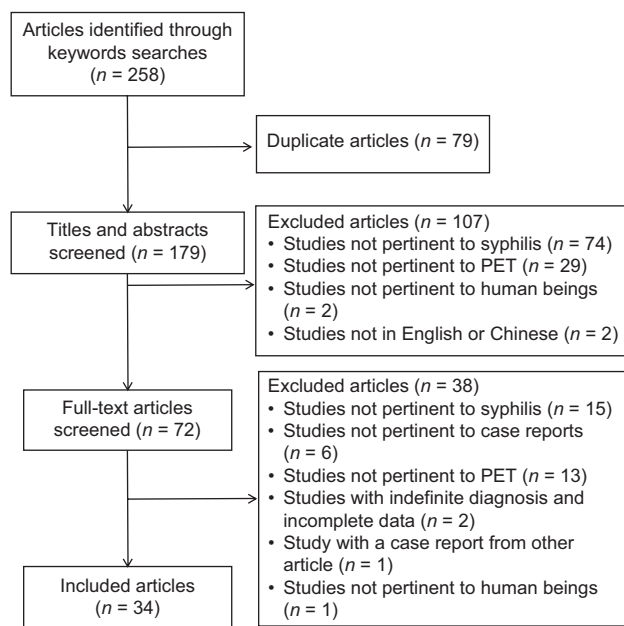 Articles identified through
keywords searches
(n = 258)
Duplicate articles (n = 79)
Titles and abstracts
screened (n = 179)
Excluded articles (n = 107)
• Studies not pertinent to syphilis (n = 74)
• Studies not pertinent to PET (n = 29)
• Studies not pertinent to human beings
(n = 2)
• Studies not in English or Chinese (n = 2)
Full-text articles
screened (n = 72)
Excluded articles (n = 38)
• Studies not pertinent to syphilis (n = 15)
• Studies not pertinent to case reports
(n = 6)
• Studies not pertinent to PET (n = 13)
• Studies with indefinite diagnosis and
incomplete data (n = 2)
• Study with a case report from other
article (n = 1)
• Studies not pertinent to human beings
(n = 1)
Included articles
(n = 34)